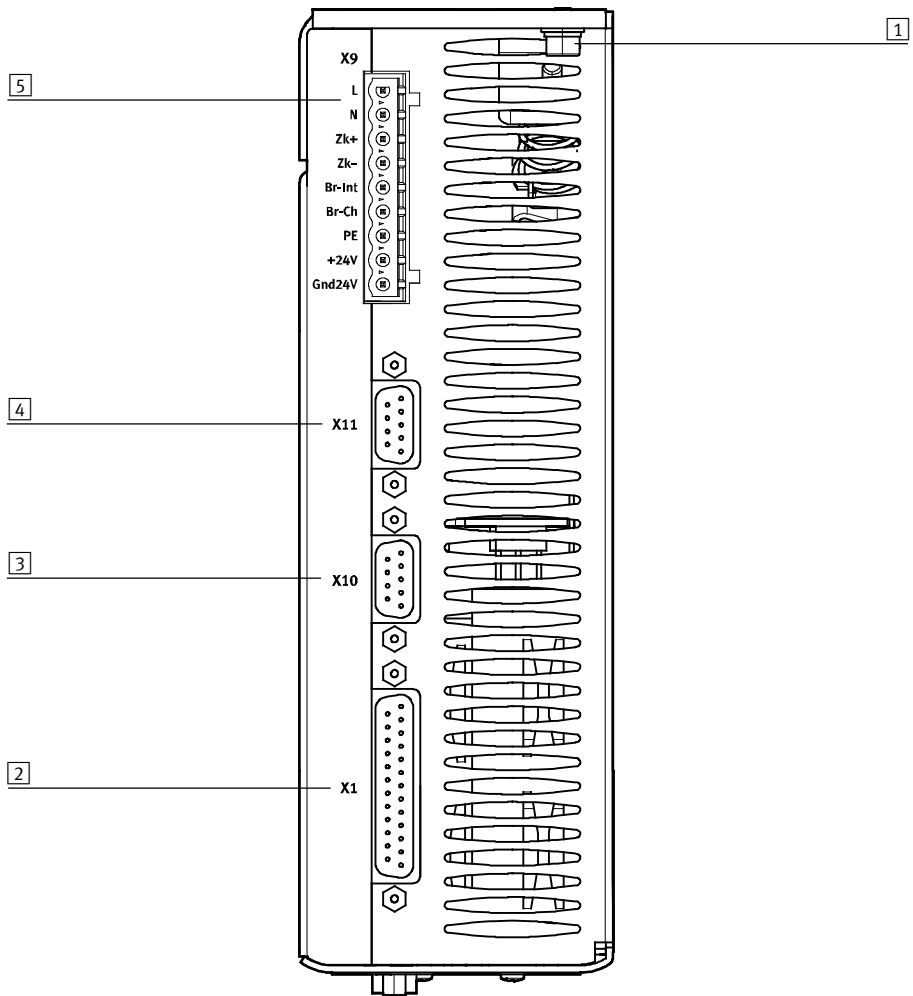 1
X9
5
L
N
Zk+
Zk–
Br-Int
Br-Ch
PE
+24V
Gnd24V
4
X11
3
X10
2
X1